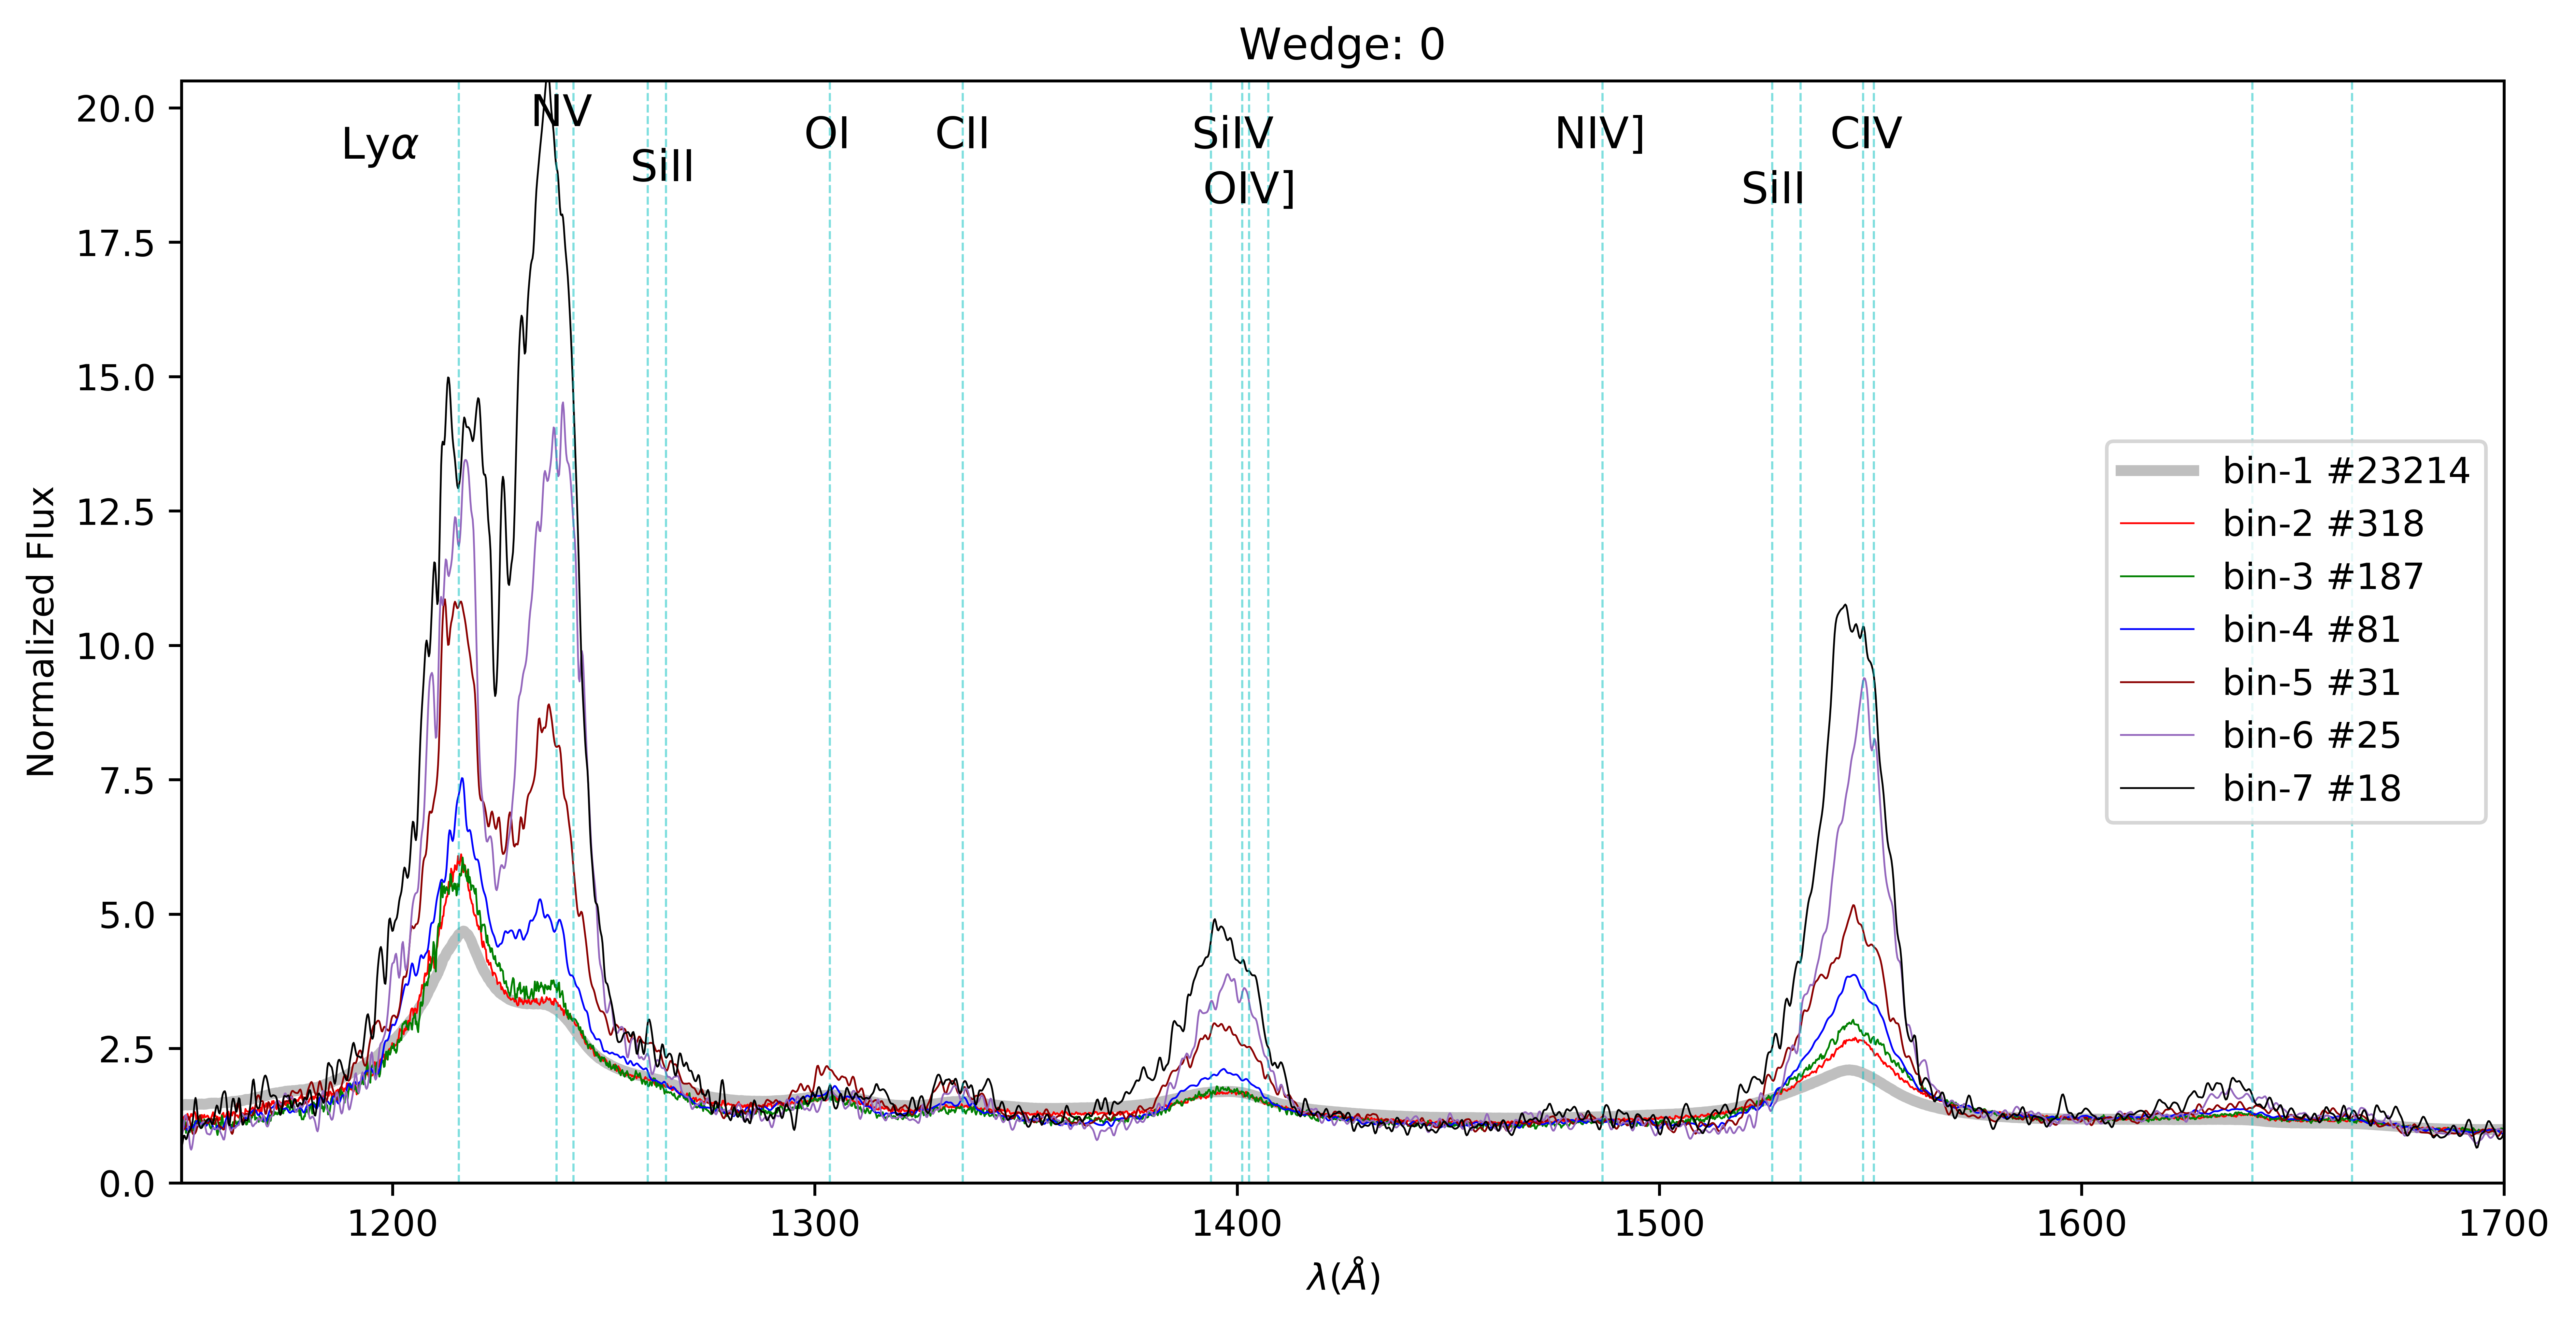 Wedge: 0
20.0
17.5
15.0
12.5
10.0
7.5
5.0
2.5
0.0
Normalized Flux
Lyα
NV
SiII
OI
CII
SiIV
OIV]
NIV]
SiII
CIV
bin-1 #23214
bin-2 #318
bin-3 #187
bin-4 #81
bin-5 #31
bin-6 #25
bin-7 #18
1200
1300
1400
1500
1600
1700
λ(Å)